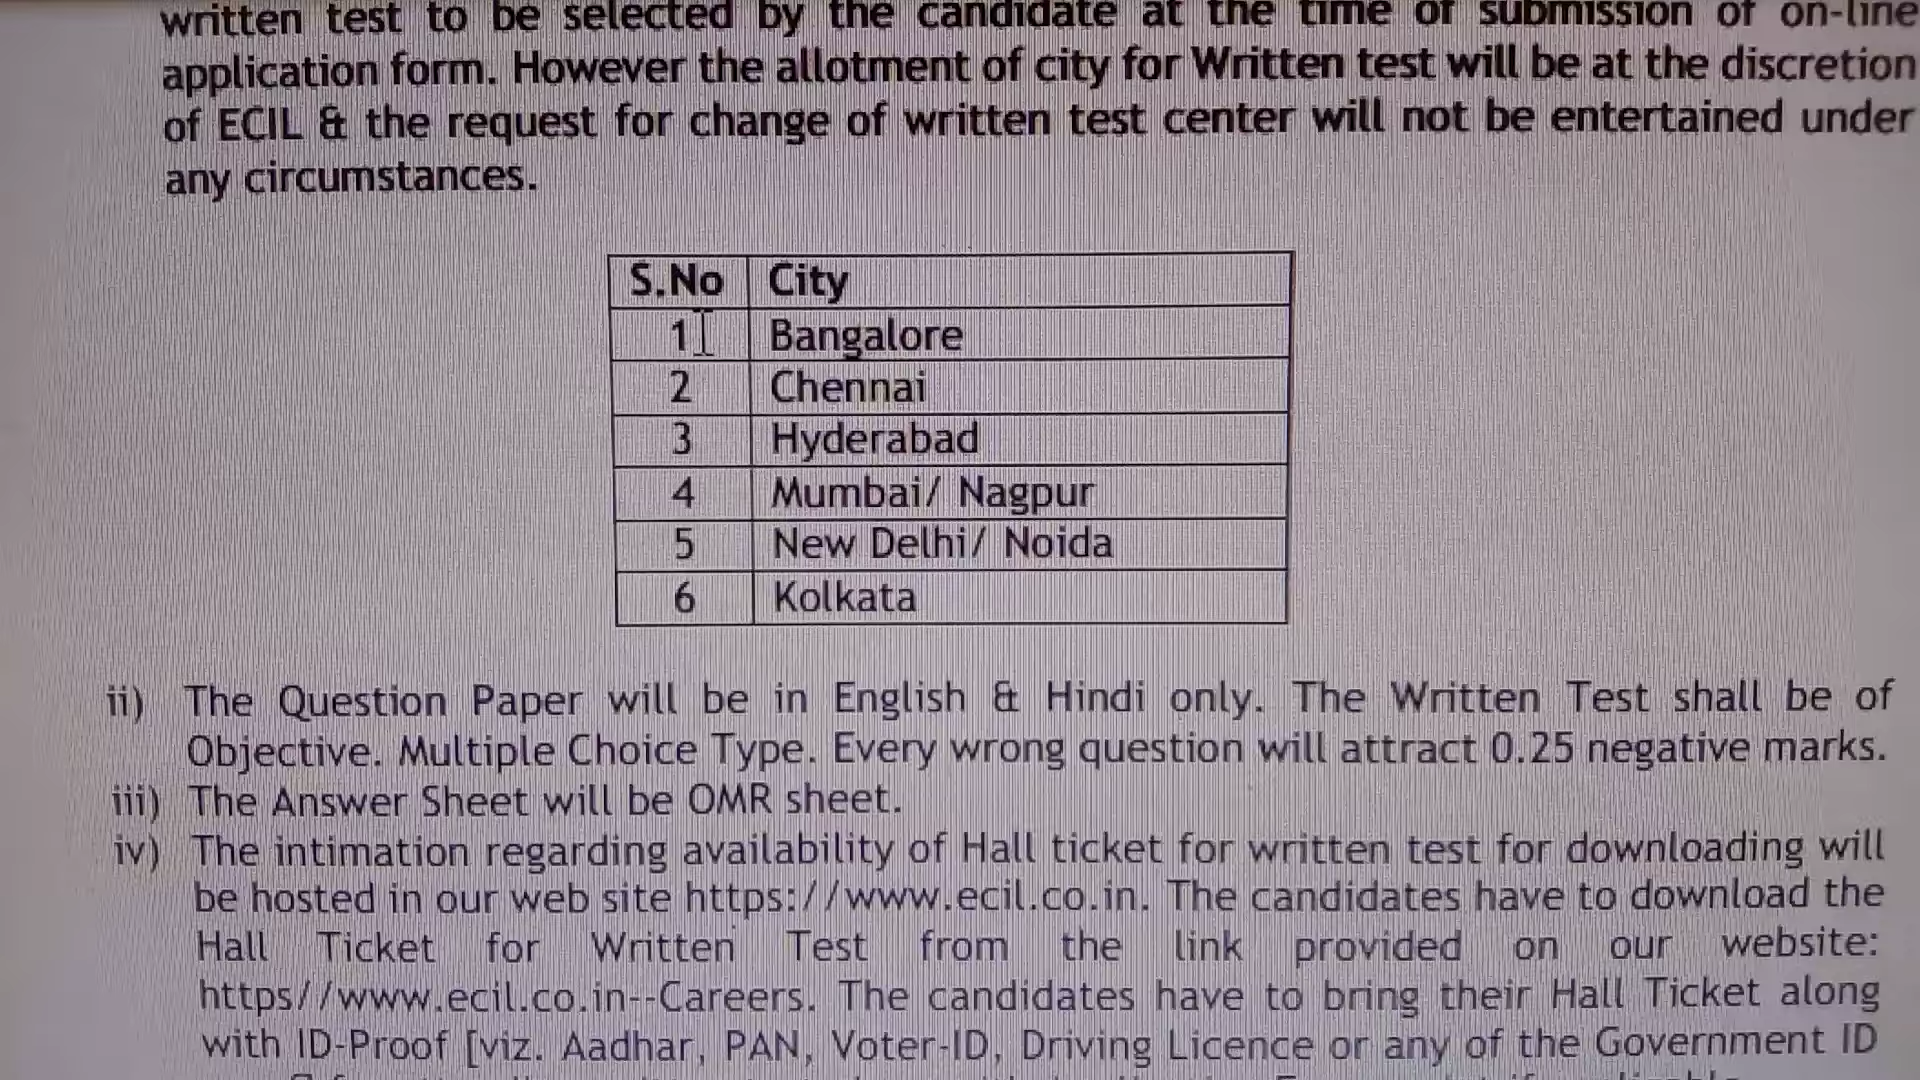 written test to be selected by the candidate at the time of submission of on-line
application form. However the allotment of city for Written test will be at the discretion
of ECIL & the request for change of written test center will not be entertained under
any circumstances.
S.No City
1 Bangalore
2 Chennai
3 Hyderabad
4 Mumbai/ Nagpur
5 New Delhi/ Noida
6 Kolkata
ii) The Question Paper will be in English & Hindi only. The Written Test shall be of
Objective. Multiple Choice Type. Every wrong question will attract 0.25 negative marks.
iii) The Answer Sheet will be OMR sheet.
iv) The intimation regarding availability of Hall ticket for written test for downloading will
be hosted in our web site https://www.ecil.co.in. The candidates have to download the
Hall Ticket for Written Test from the link provided on our website:
https//www.ecil.co.in--Careers. The candidates have to bring their Hall Ticket along
with ID-Proof [viz. Aadhar, PAN, Voter-ID, Driving Licence or any of the Government ID